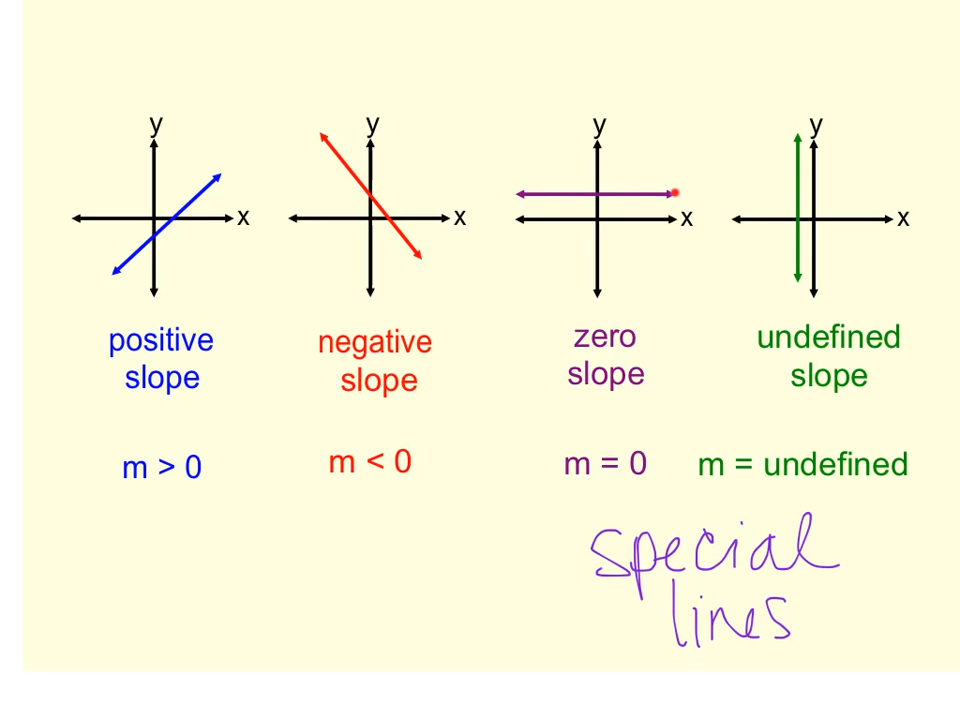 y
y
y
y
x
x
x
x
positive
slope
negative
slope
zero
slope
undefined
slope
m > 0
m < 0
m = 0
m = undefined
special
lines